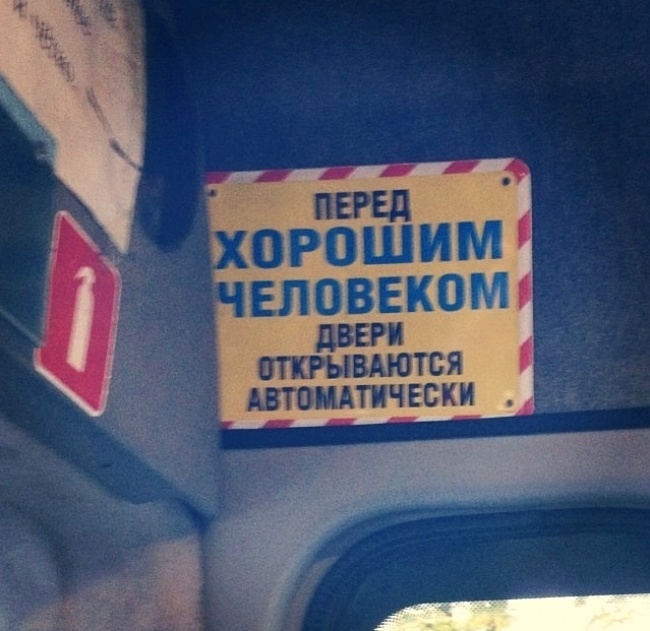 ПЕРЕД
ХОРОШИМ
ЧЕЛОВЕКОМ
ДВЕРИ
ОТКРЫВАЮТСЯ
АВТОМАТИЧЕСКИ